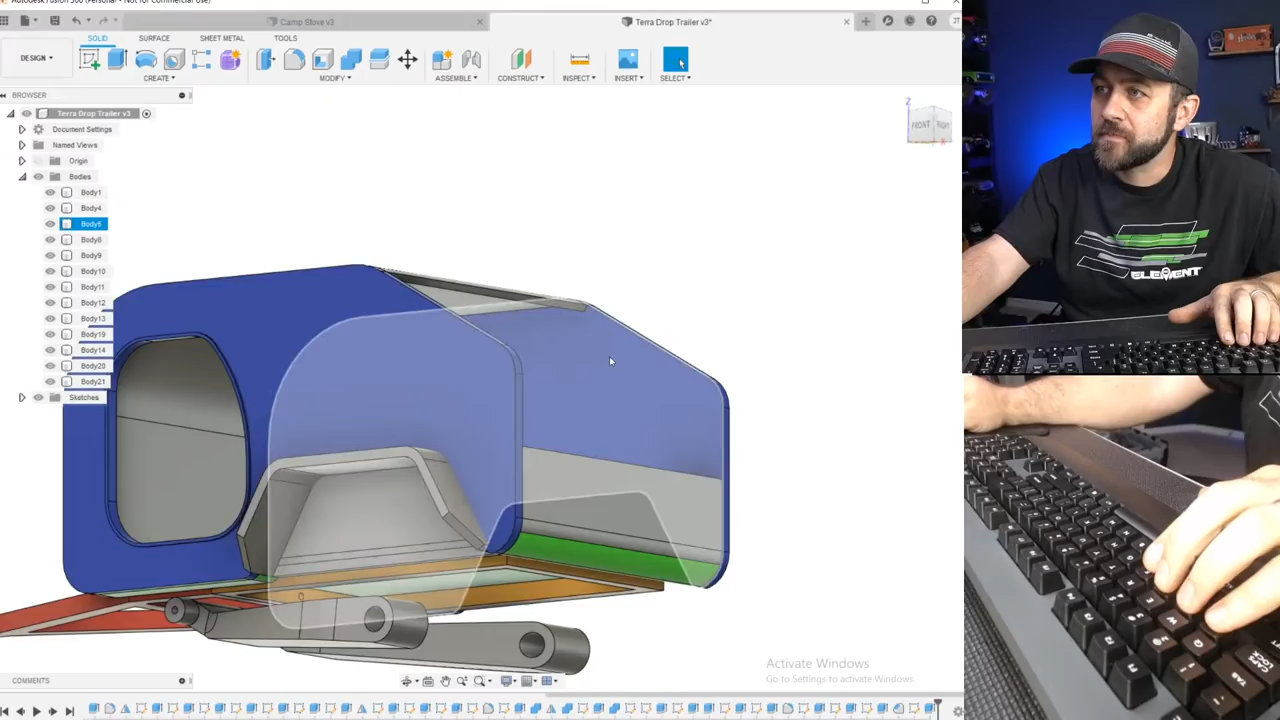 Autodesk Fusion 360 (Personal - Not for Commercial Use)
Camp Stove v3
Terra Drop Trailer v3*
DESIGN
SOLID
SURFACE
SHEET METAL
TOOLS
CREATE
MODIFY
ASSEMBLE
CONSTRUCT
INSPECT
INSERT
SELECT
BROWSER
Terra Drop Trailer v3
Document Settings
Named Views
Origin
Bodies
Body1
Body4
Body5
Body8
Body9
Body10
Body11
Body12
Body13
Body19
Body14
Body20
Body21
Sketches
Z
FRONT
RIGHT
X
JT
Activate Windows
Go to Settings to activate Windows.
COMMENTS
ELEMENT
CAPS LOCK